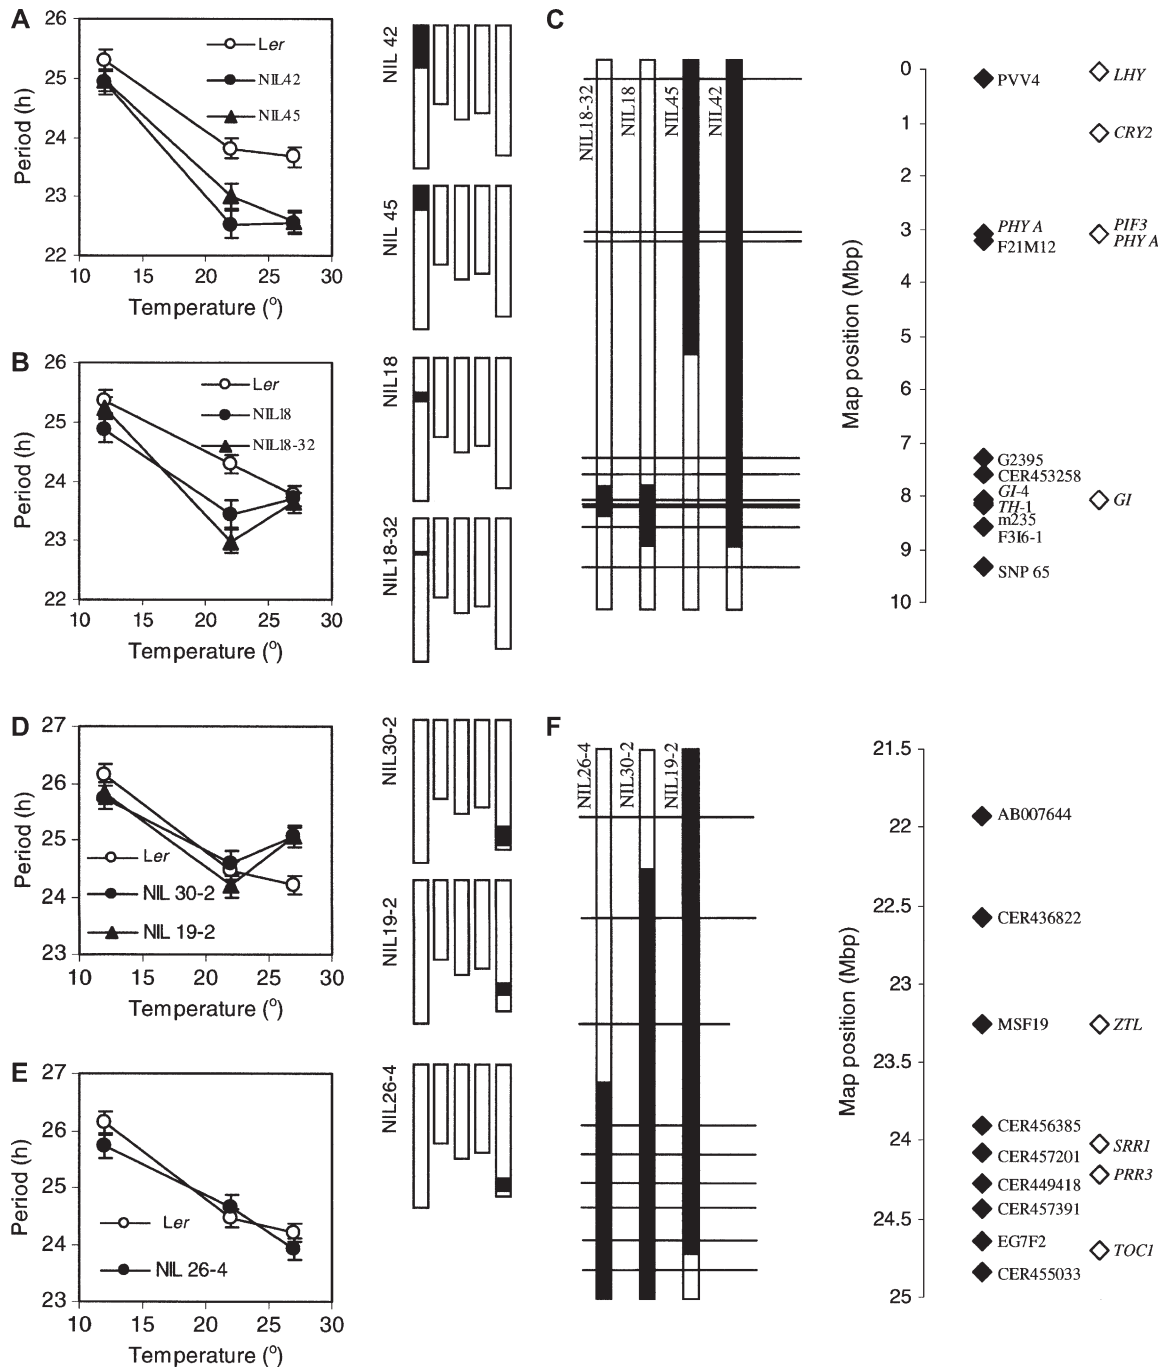 A
26
25
24
23
22
10
15
20
25
30
Period (h)
Temperature (o)
Ler
NIL42
NIL45
NIL 42
NIL 45
B
26
25
24
23
22
10
15
20
25
30
Period (h)
Temperature (o)
Ler
NIL18
NIL18-32
NIL18
NIL18-32
C
NIL18-32
NIL18
NIL45
NIL42
Map position (Mbp)
0
1
2
3
4
5
6
7
8
9
10
PVV4
PHY A
F21M12
G2395
CER453258
GI-4
TH-1
m235
F3I6-1
SNP 65
LHY
CRY2
PIF3
PHY A
GI
D
27
26
25
24
23
10
15
20
25
30
Period (h)
Temperature (o)
Ler
NIL 30-2
NIL 19-2
NIL30-2
NIL19-2
E
27
26
25
24
23
10
15
20
25
30
Period (h)
Temperature (o)
Ler
NIL 26-4
NIL26-4
F
NIL26-4
NIL30-2
NIL19-2
Map position (Mbp)
21.5
22
22.5
23
23.5
24
24.5
25
AB007644
CER436822
MSF19
CER456385
CER457201
CER449418
CER457391
EG7F2
CER455033
ZTL
SRR1
PRR3
TOC1